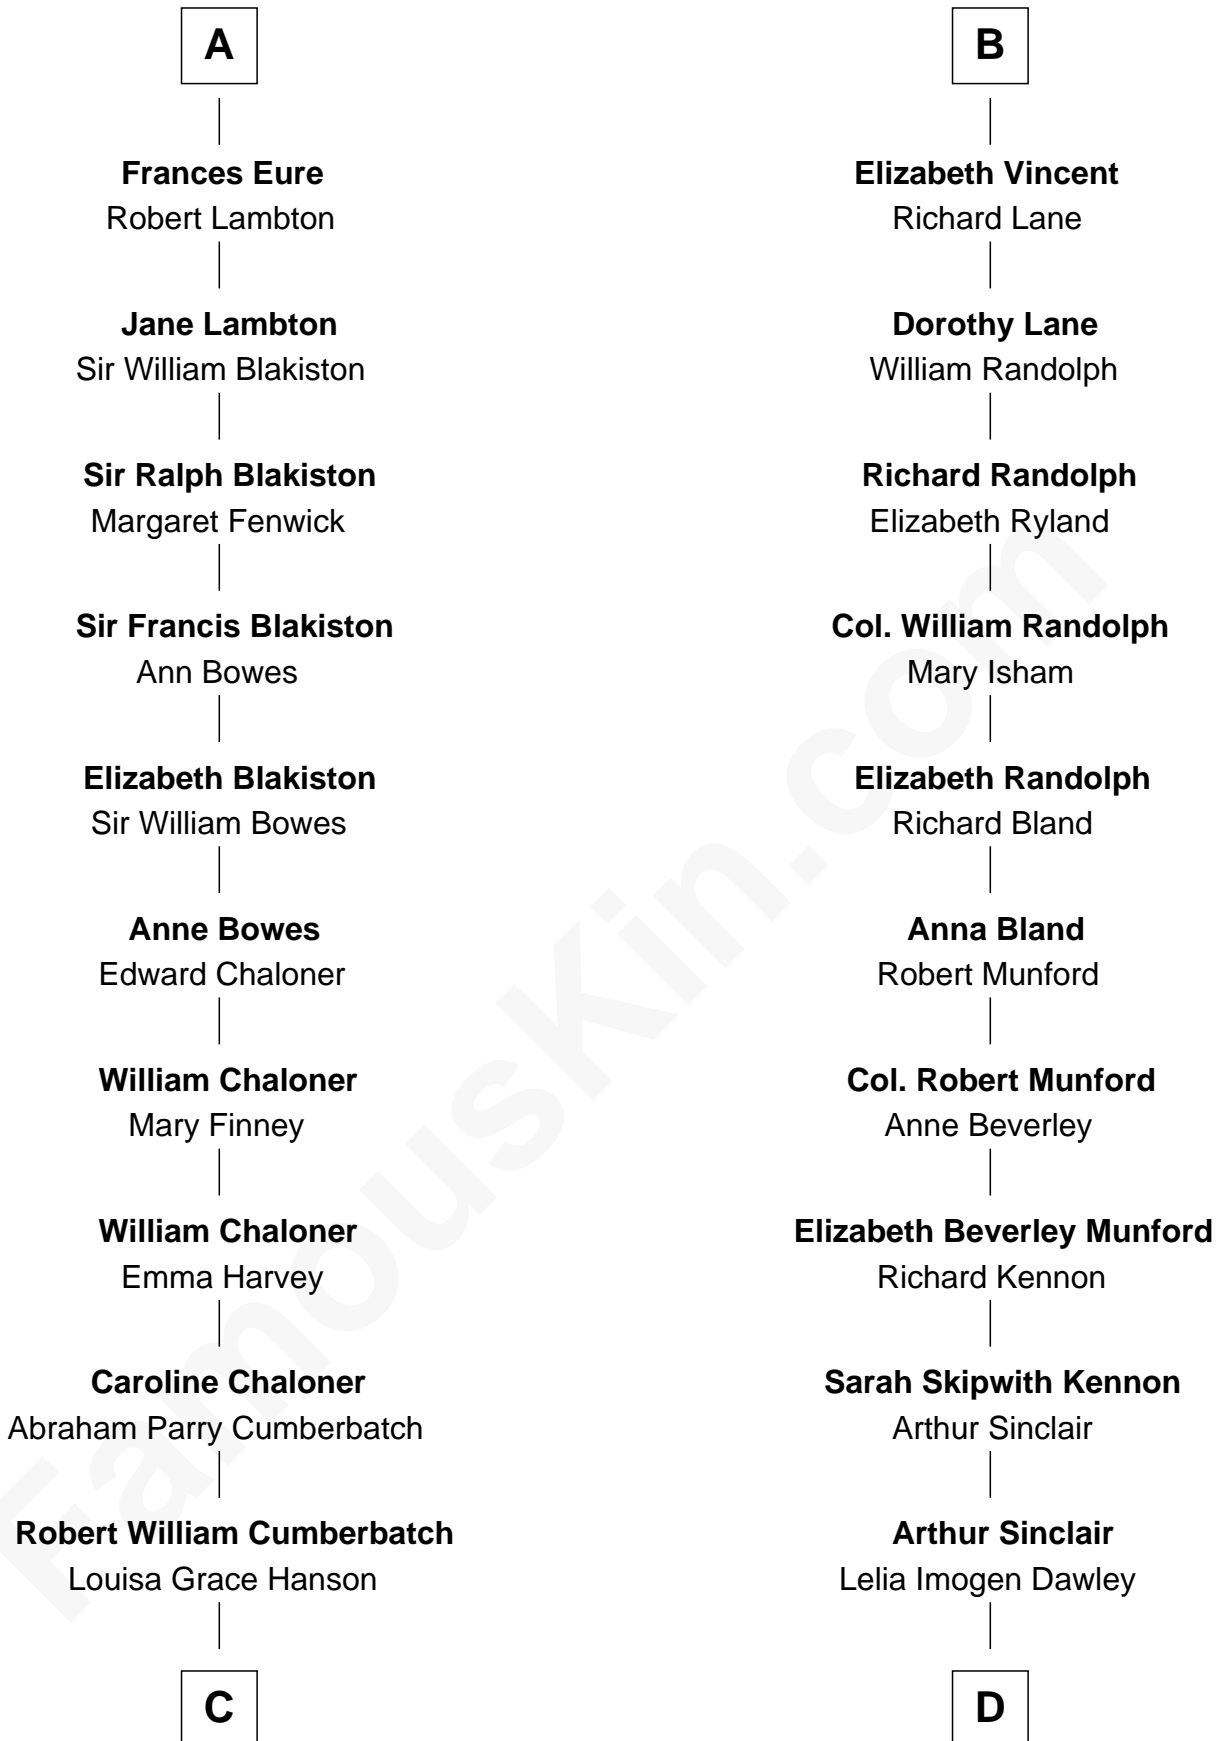 A
Frances Eure
Robert Lambton
Jane Lambton
Sir William Blakiston
Sir Ralph Blakiston
Margaret Fenwick
Sir Francis Blakiston
Ann Bowes
Elizabeth Blakiston
Sir William Bowes
Anne Bowes
Edward Chaloner
William Chaloner
Mary Finney
William Chaloner
Emma Harvey
Caroline Chaloner
Abraham Parry Cumberbatch
Robert William Cumberbatch
Louisa Grace Hanson
C
B
Elizabeth Vincent
Richard Lane
Dorothy Lane
William Randolph
Richard Randolph
Elizabeth Ryland
Col. William Randolph
Mary Isham
Elizabeth Randolph
Richard Bland
Anna Bland
Robert Munford
Col. Robert Munford
Anne Beverley
Elizabeth Beverley Munford
Richard Kennon
Sarah Skipwith Kennon
Arthur Sinclair
Arthur Sinclair
Lelia Imogen Dawley
D
FamousKin.com